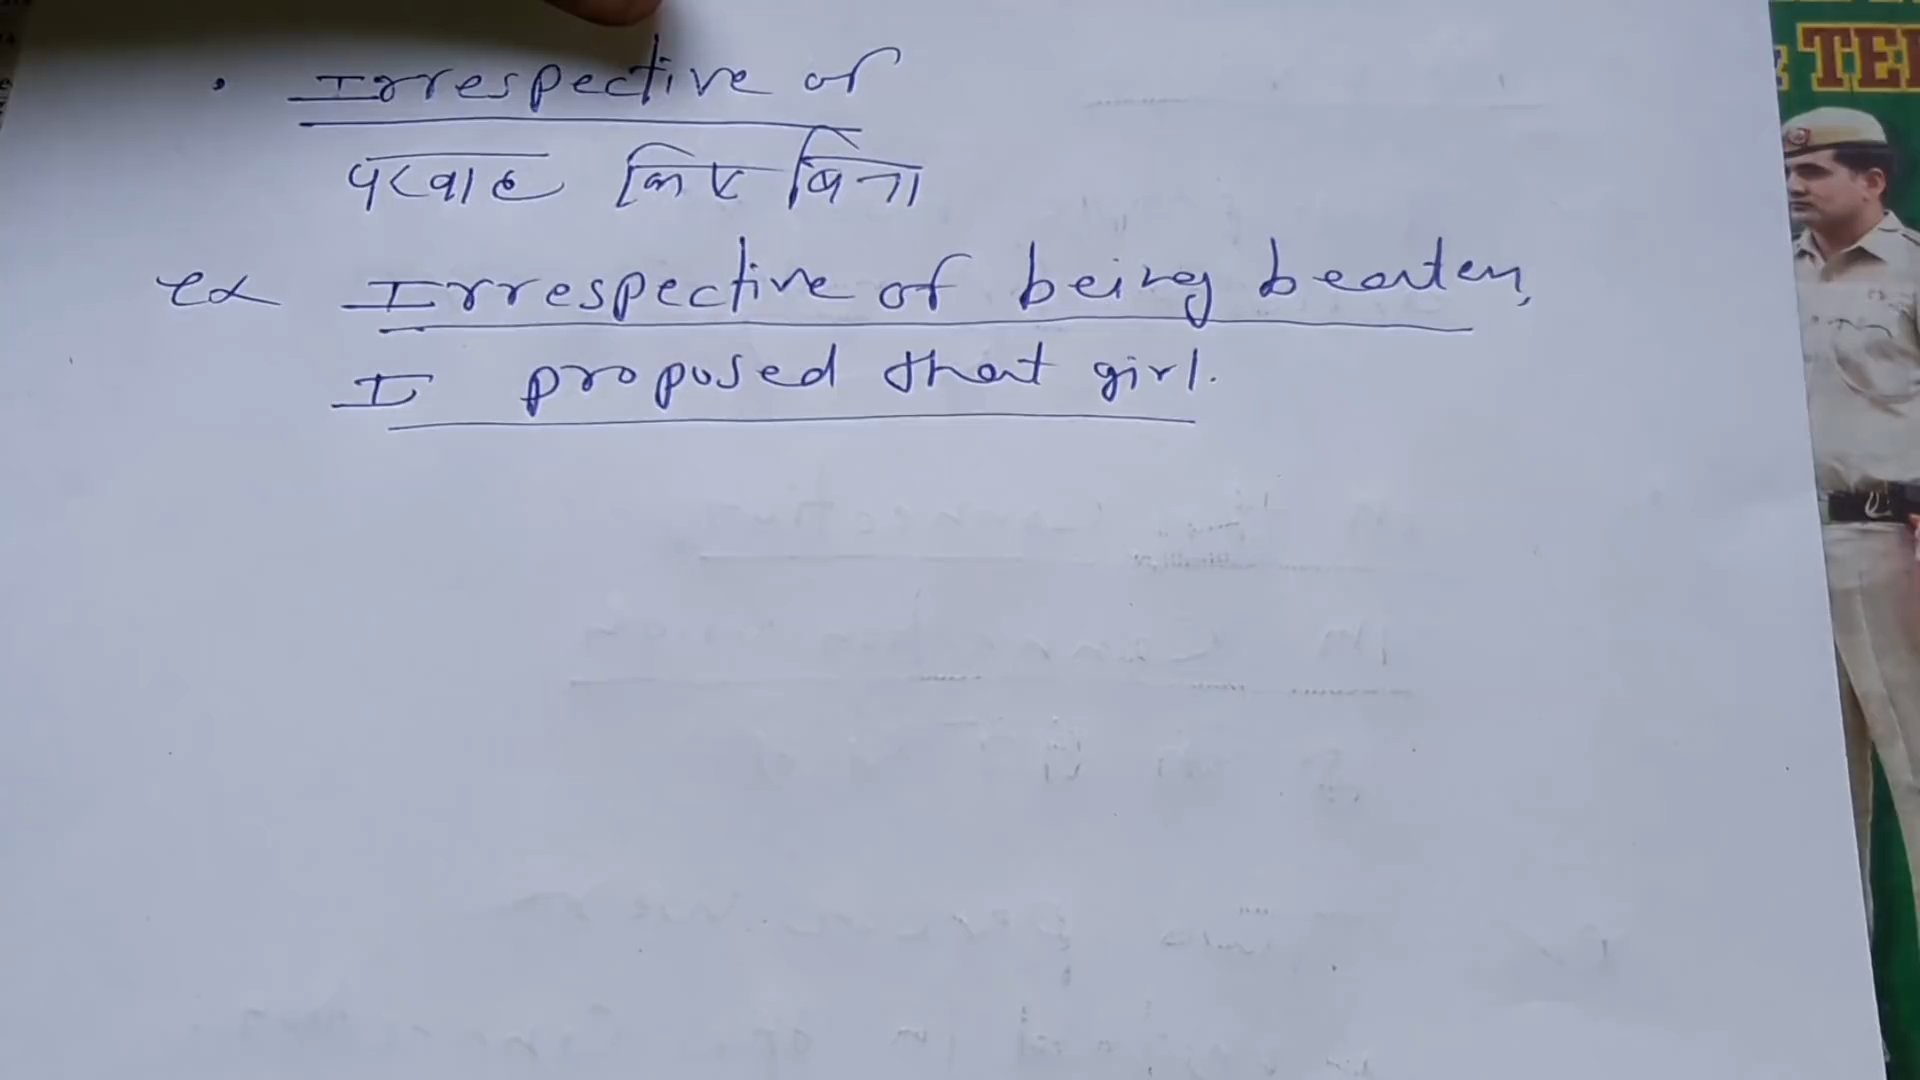 • Irrespective of
परवाह किए बिना
ex Irrespective of being beaten,
I proposed that girl.